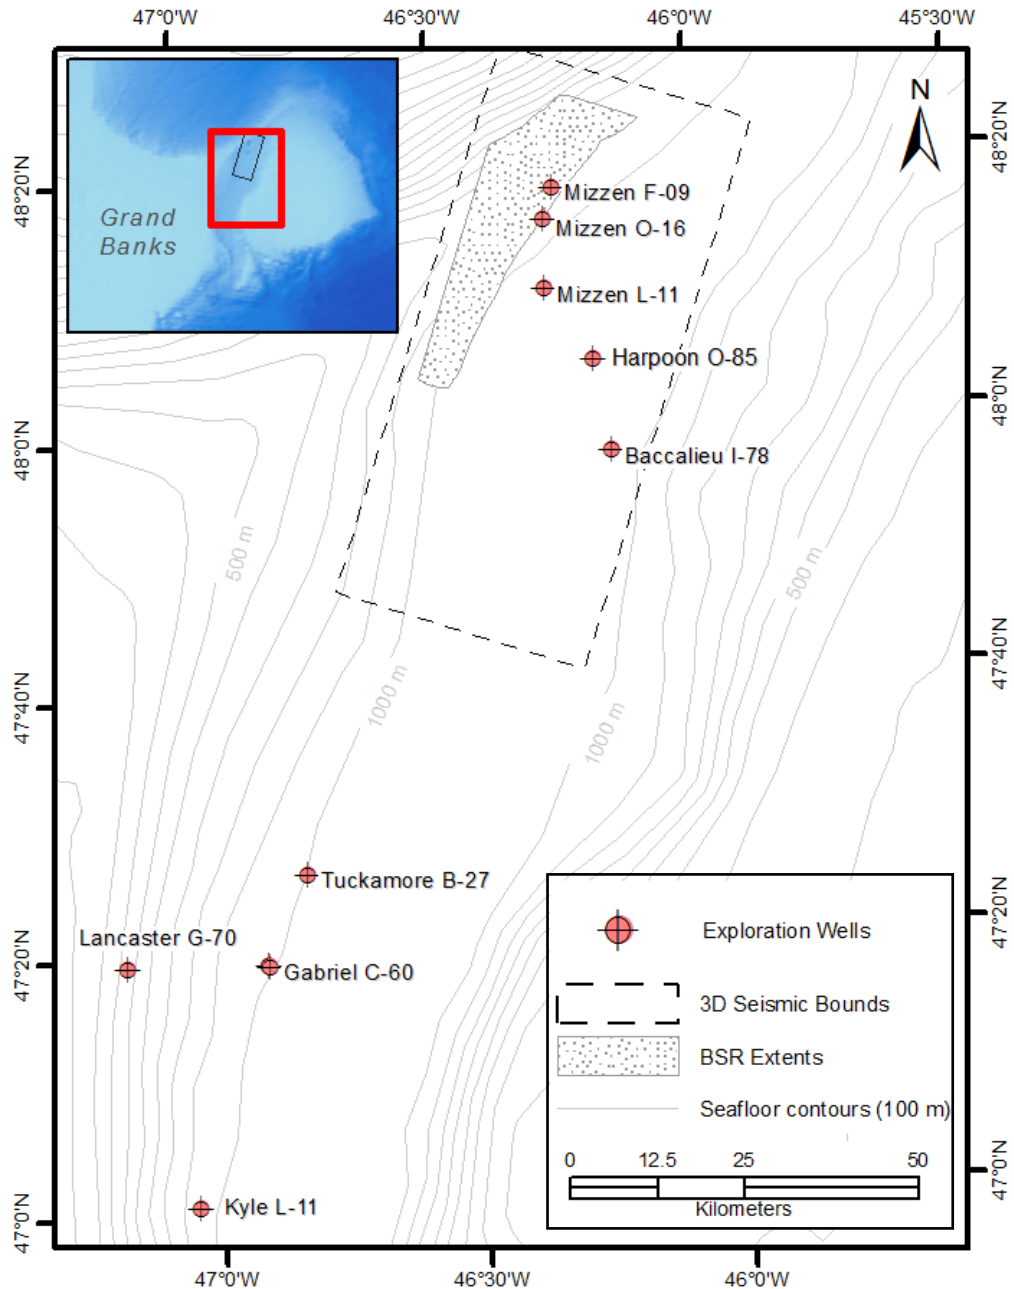 47°0'W
46°30'W
46°0'W
45°30'W
N
48°20'N
48°20'N
Grand
Banks
Mizzen F-09
Mizzen O-16
Mizzen L-11
Harpoon O-85
48°0'N
48°0'N
Baccalieu I-78
500 m
500 m
47°40'N
47°40'N
1000 m
1000 m
Tuckamore B-27
Lancaster G-70
Gabriel C-60
47°20'N
47°20'N
Exploration Wells
3D Seismic Bounds
BSR Extents
Seafloor contours (100 m)
0
12.5
25
50
Kilometers
Kyle L-11
47°0'N
47°0'N
47°0'W
46°30'W
46°0'W